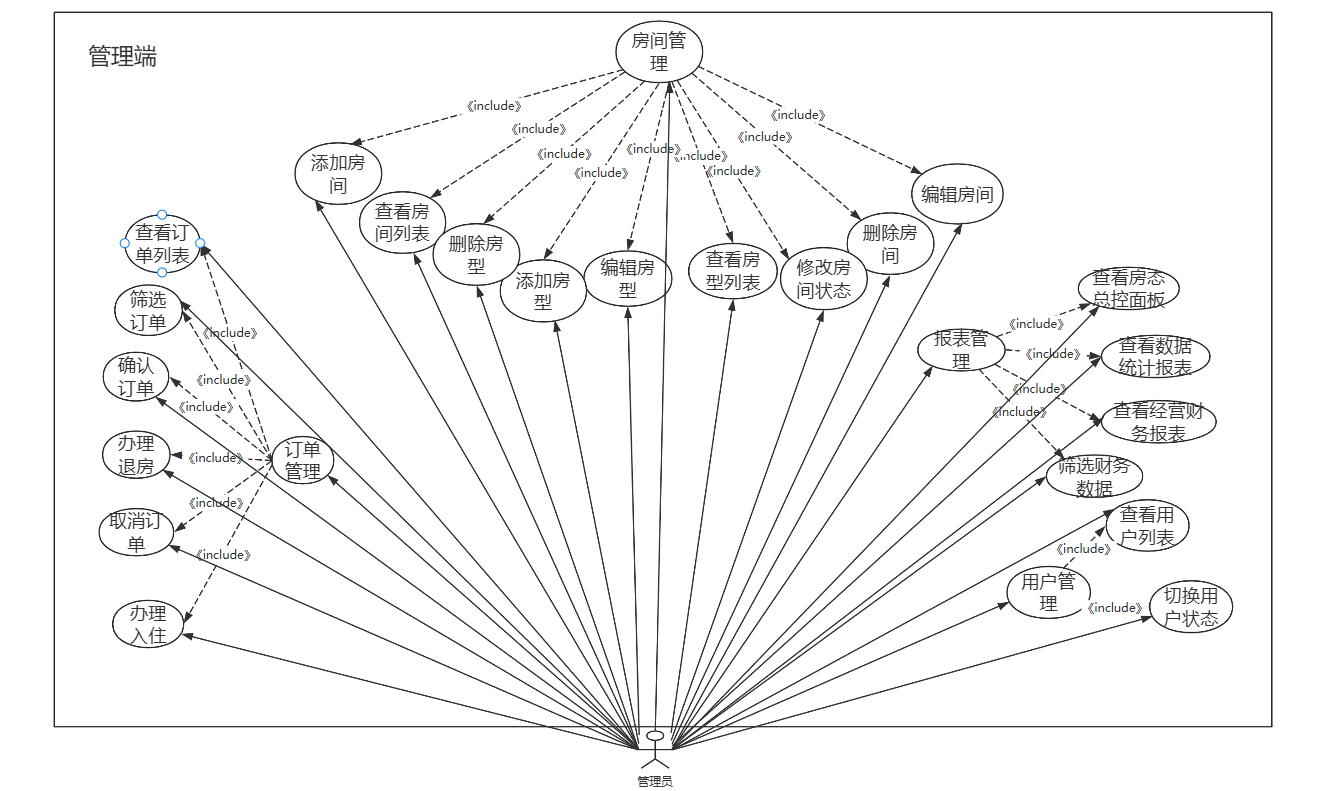 管理端
房间管
理
《include》
《include》
《include》
《include》
《include》
《include》
《include》
《include》
《include》
添加房
间
查看房
间列表
删除房
型
添加房
型
编辑房
型
查看房
型列表
修改房
间状态
删除房
间
编辑房间
查看订
单列表
筛选
订单
确认
订单
办理
退房
取消订
单
办理
入住
订单
管理
《include》
《include》
《include》
《include》
《include》
《include》
报表管
理
《include》
《include》
《include》
《include》
查看房态
总控面板
查看数据
统计报表
查看经营财
务报表
筛选财务
数据
查看用
户列表
《include》
用户管
理
《include》
切换用
户状态
管理员